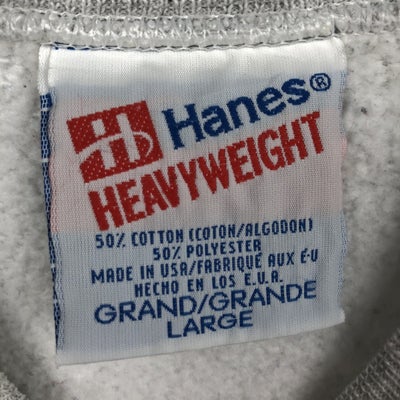 Hanes®
HEAVYWEIGHT
50% COTTON (COTON/ALGODON)
50% POLYESTER
MADE IN USA/FABRIQUÉ AUX É-U
HECHO EN LOS E.U.A.
GRAND/GRANDE
LARGE